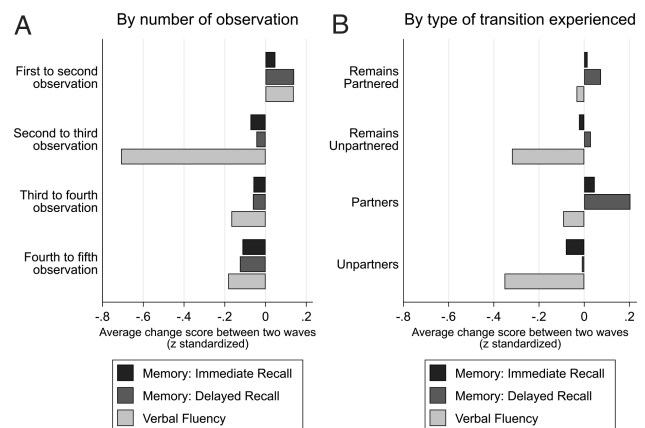 A
By number of observation
First to second
observation
Second to third
observation
Third to fourth
observation
Fourth to fifth
observation
-.8 -.6 -.4 -.2 0 .2
Average change score between two waves
(z standardized)
Memory: Immediate Recall
Memory: Delayed Recall
Verbal Fluency
B
By type of transition experienced
Remains
Partnered
Remains
Unpartnered
Partners
Unpartners
-.8 -.6 -.4 -.2 0 .2
Average change score between two waves
(z standardized)
Memory: Immediate Recall
Memory: Delayed Recall
Verbal Fluency